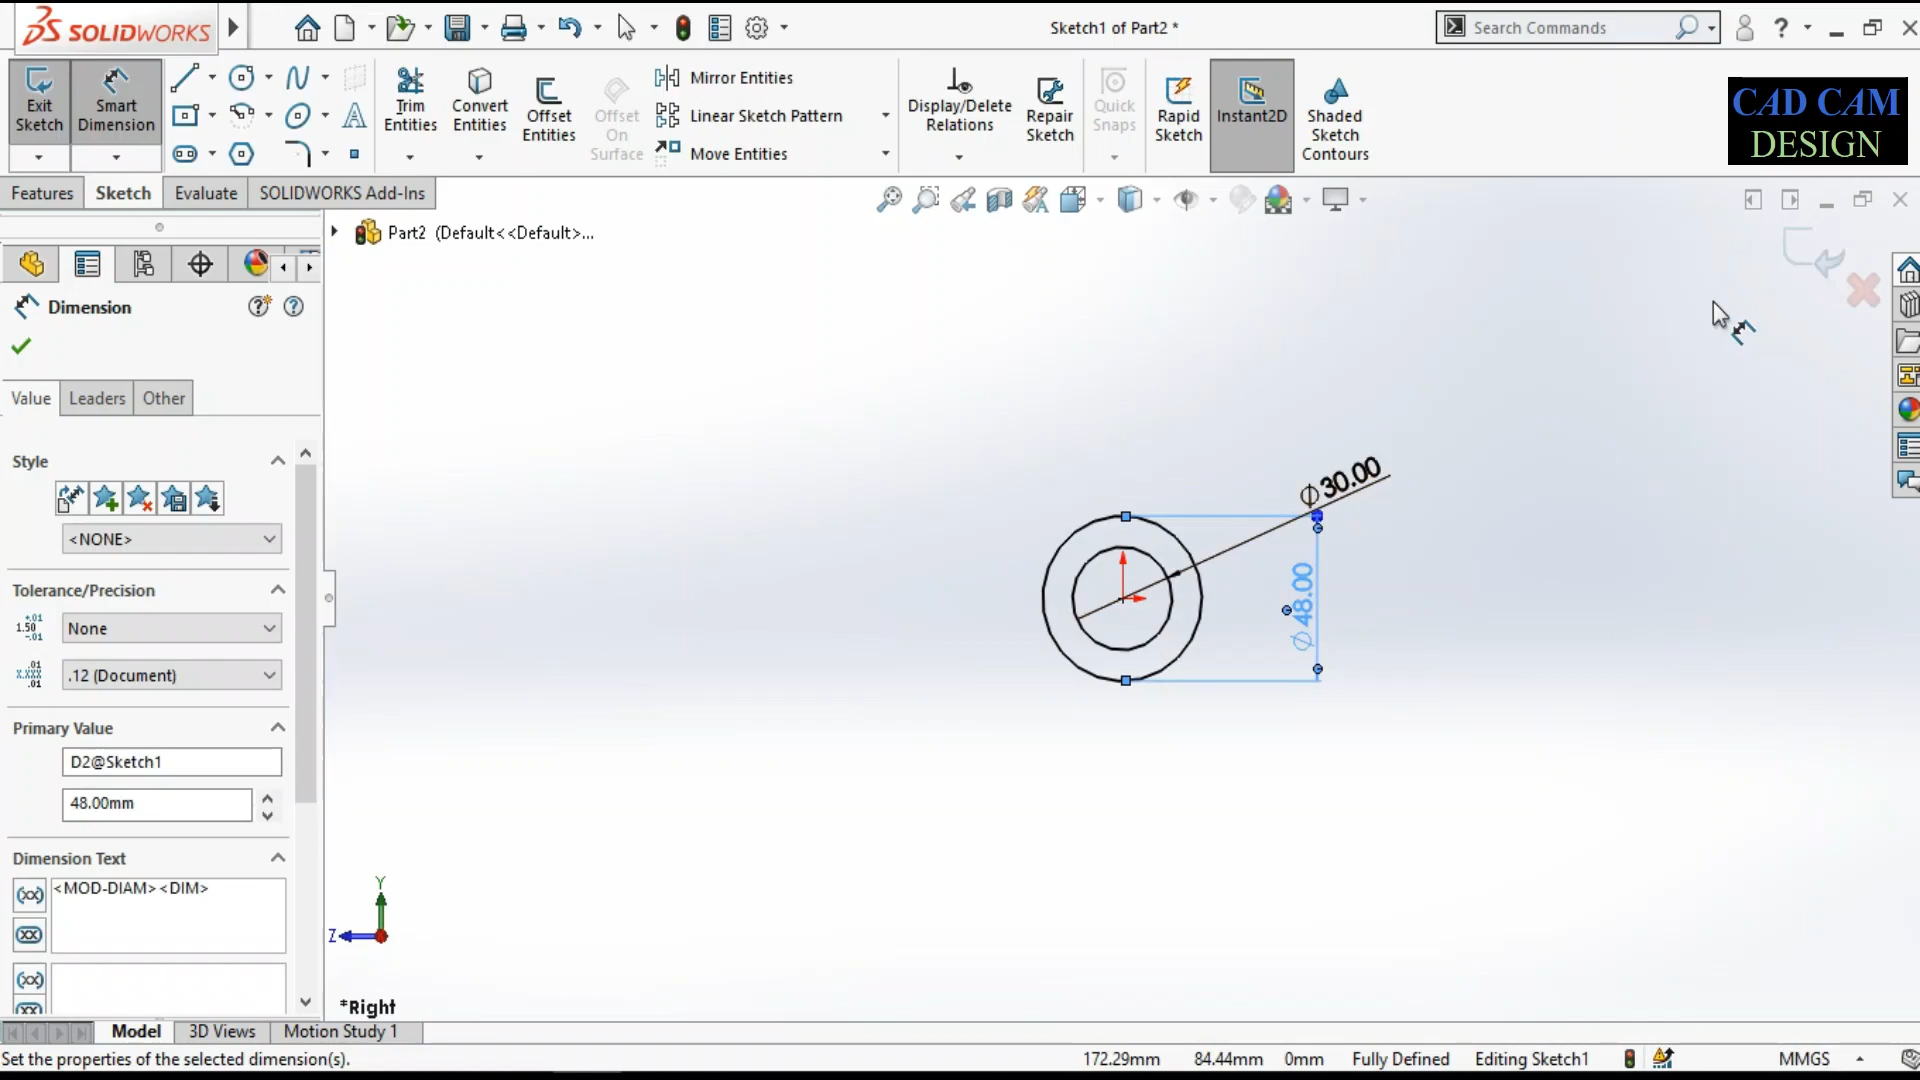 SOLIDWORKS
Sketch1 of Part2 *
Search Commands
?
Exit
Sketch
Smart
Dimension
Trim
Entities
Convert
Entities
Offset
Entities
Offset
On
Surface
Mirror Entities
Linear Sketch Pattern
Move Entities
Display/Delete
Relations
Repair
Sketch
Quick
Snaps
Rapid
Sketch
Instant2D
Shaded
Sketch
Contours
CAD CAM
DESIGN
Features
Sketch
Evaluate
SOLIDWORKS Add-Ins
Part2 (Default<<Default>...
Dimension
Value
Leaders
Other
Style
<NONE>
Tolerance/Precision
None
.12 (Document)
Primary Value
D2@Sketch1
48.00mm
Dimension Text
<MOD-DIAM><DIM>
Φ30.00
Φ48.00
Y
Z
*Right
Model
3D Views
Motion Study 1
Set the properties of the selected dimension(s).
172.29mm
84.44mm
0mm
Fully Defined
Editing Sketch1
MMGS